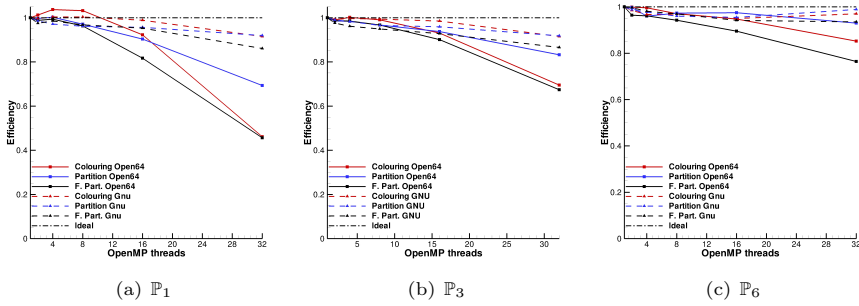 1
0.8
0.6
0.4
0.2
0
Efficiency
Colouring Open64
Partition Open64
F. Part. Open64
Colouring Gnu
Partition Gnu
F. Part. Gnu
Ideal
4 8 12 16 20 24 28 32
OpenMP threads
(a) ℙ1
1
0.8
0.6
0.4
0.2
0
Efficiency
Colouring Open64
Partition Open64
F. Part. Open64
Colouring GNU
Partition GNU
F. Part. GNU
Ideal
5 10 15 20 25 30
OpenMP threads
(b) ℙ3
1
0.8
0.6
0.4
0.2
0
Efficiency
Colouring Open64
Partition Open64
F. Part. Open64
Colouring Gnu
Partition Gnu
F. Part. Gnu
Ideal
4 8 12 16 20 24 28 32
OpenMP threads
(c) ℙ6